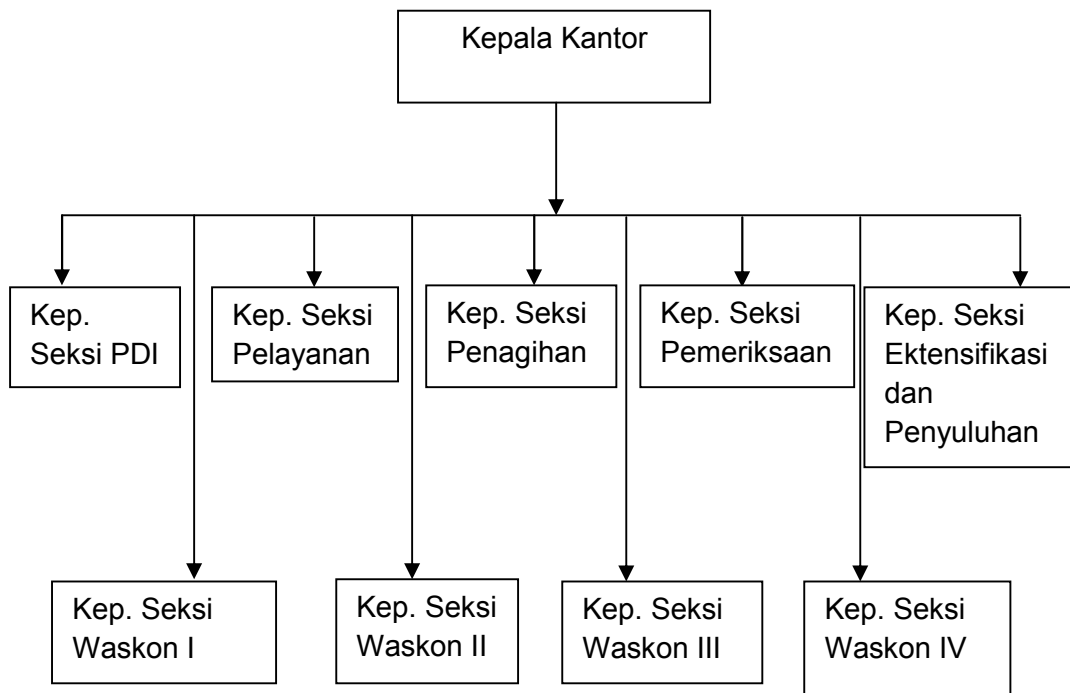 Kepala Kantor
Kep.
Seksi PDI
Kep. Seksi
Pelayanan
Kep. Seksi
Penagihan
Kep. Seksi
Pemeriksaan
Kep. Seksi
Ektensifikasi
dan
Penyuluhan
Kep. Seksi
Waskon I
Kep. Seksi
Waskon II
Kep. Seksi
Waskon III
Kep. Seksi
Waskon IV